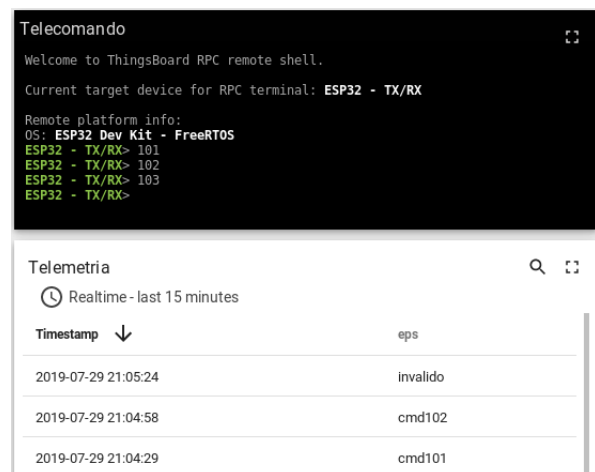 Telecomando
Welcome to ThingsBoard RPC remote shell.
Current target device for RPC terminal: ESP32 - TX/RX
Remote platform info:
OS: ESP32 Dev Kit - FreeRTOS
ESP32 - TX/RX> 101
ESP32 - TX/RX> 102
ESP32 - TX/RX> 103
ESP32 - TX/RX>
Telemetria
Realtime - last 15 minutes
Timestamp eps
2019-07-29 21:05:24 invalido
2019-07-29 21:04:58 cmd102
2019-07-29 21:04:29 cmd101